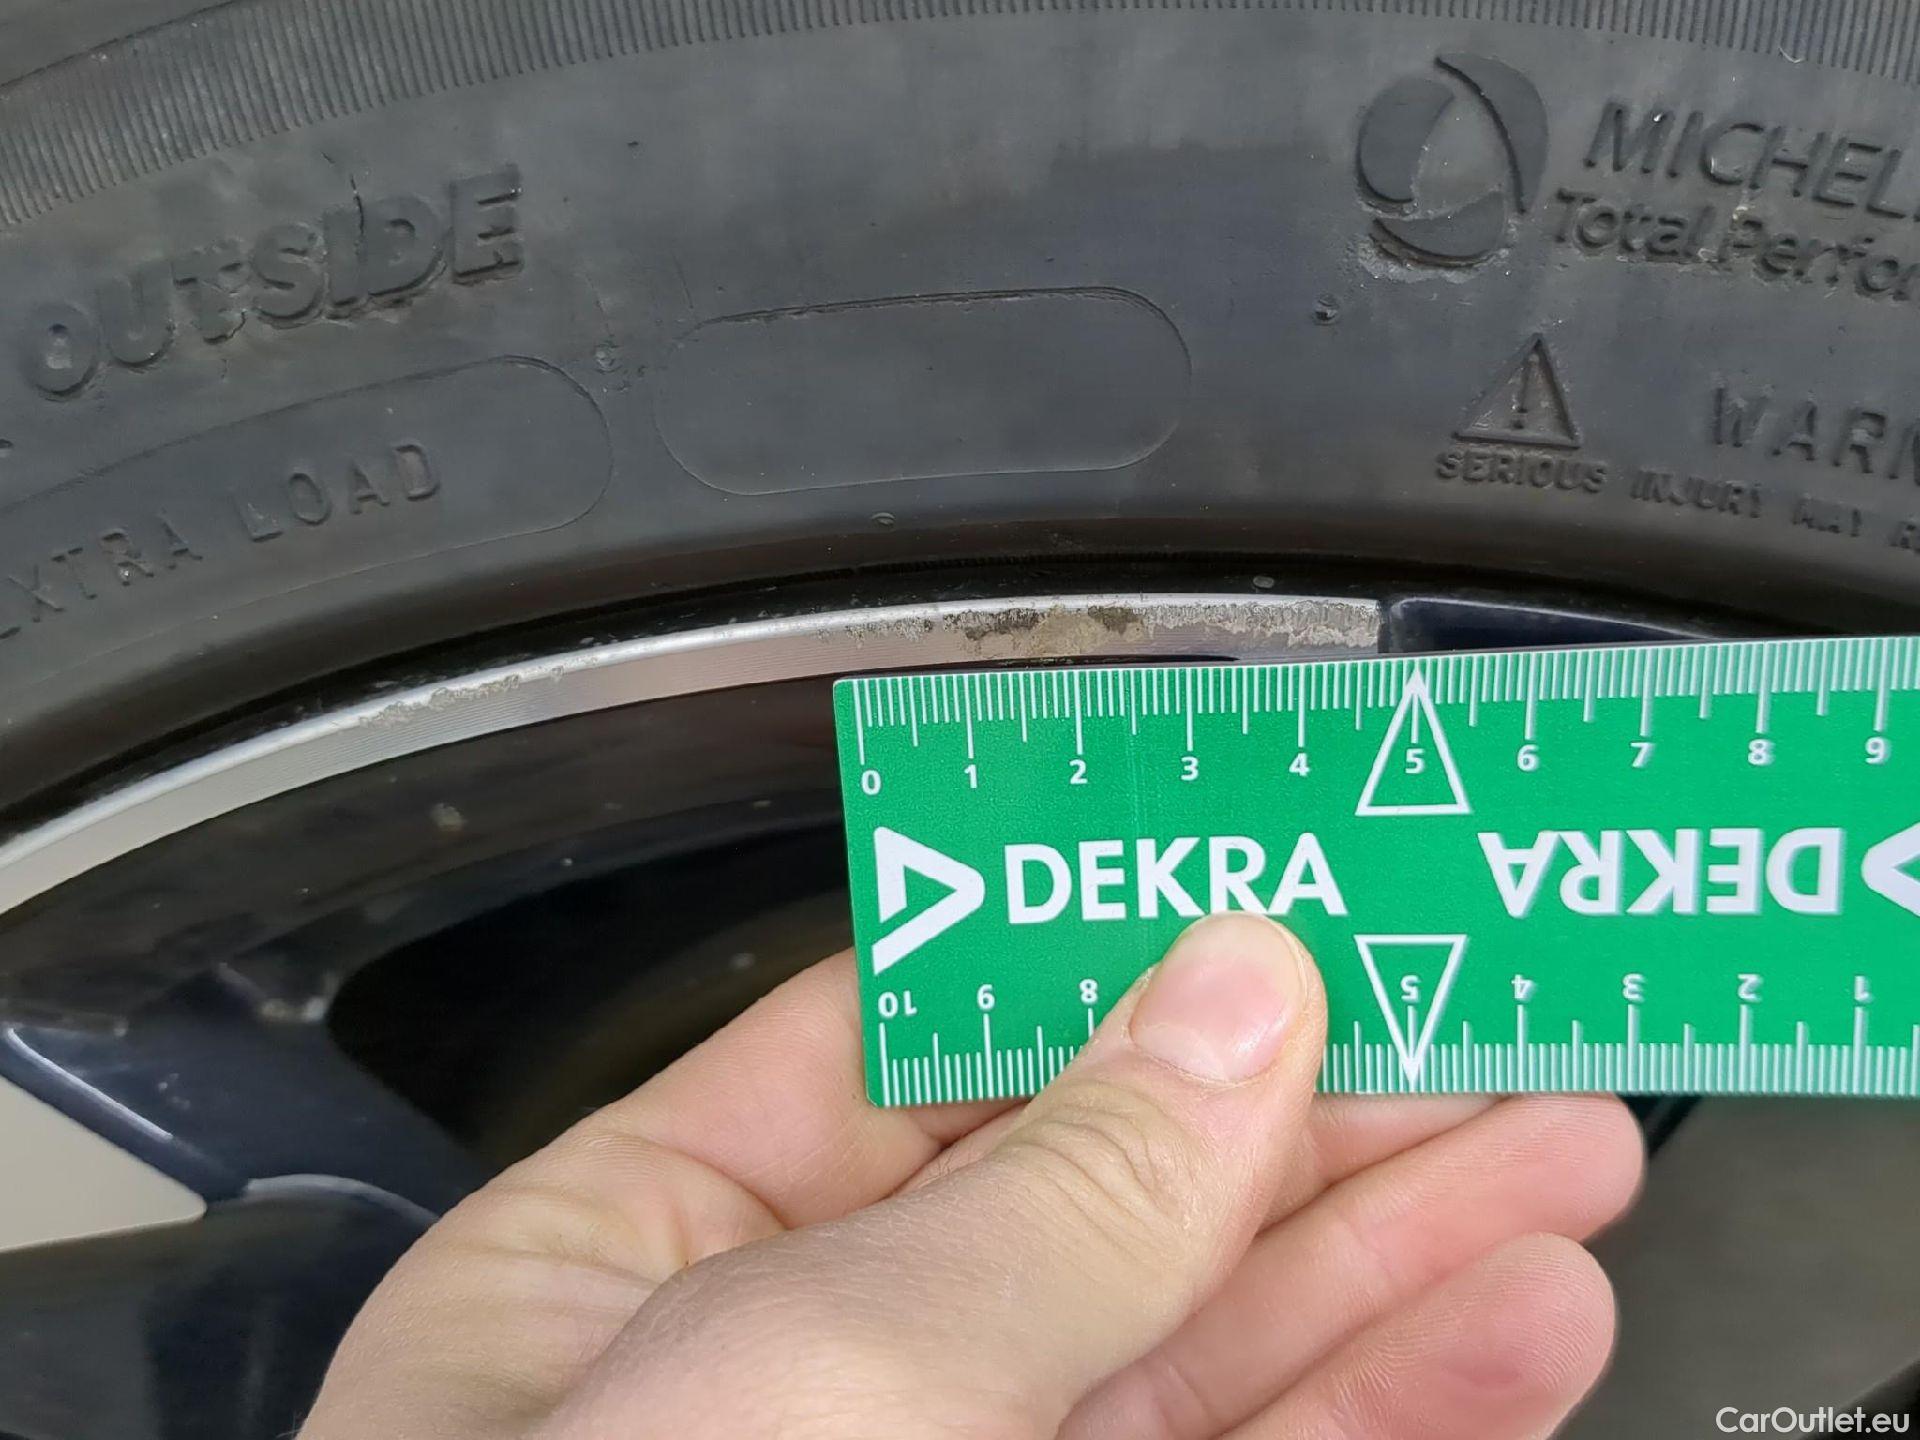 OUTSIDE
EXTRA LOAD
MICHEL
Total Perfor
WARN
SERIOUS INJURY MAY R
0 1 2 3 4 5 6 7 8 9
DEKRA DEKRA
10 9 8 5 4 3 2 1
CarOutlet.eu